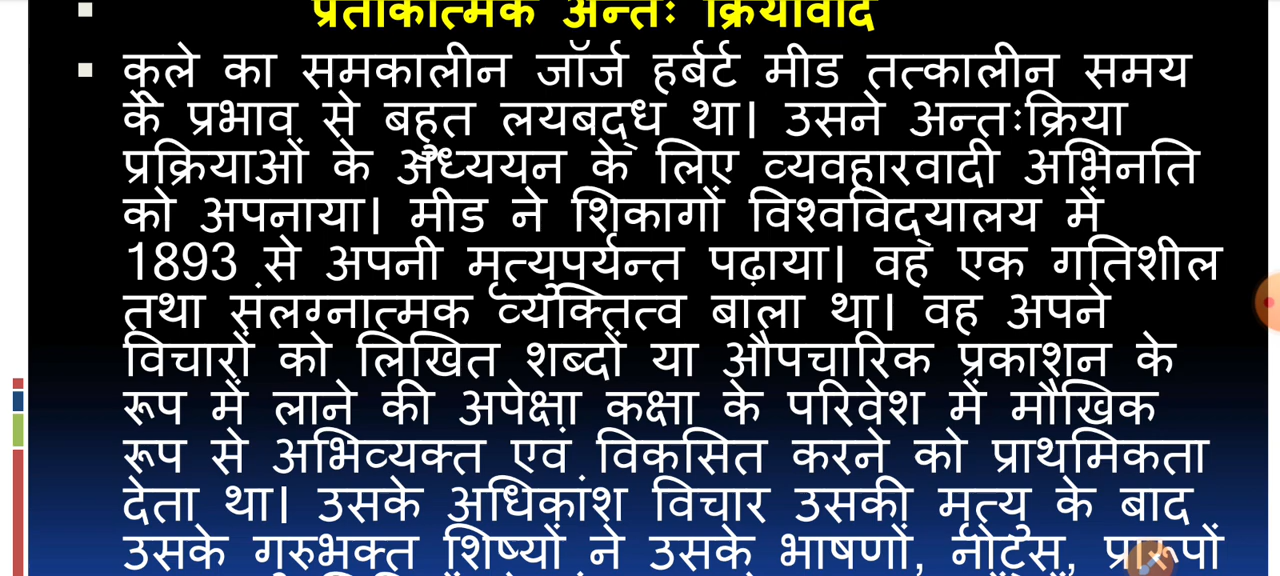 प्रतीकात्मक अन्तः क्रियावाद
कूले का समकालीन जॉर्ज हर्बर्ट मीड तत्कालीन समय
के प्रभाव से बहुत लयबद्ध था। उसने अन्तःक्रिया
प्रक्रियाओं के अध्ययन के लिए व्यवहारवादी अभिनति
को अपनाया। मीड ने शिकागों विश्वविद्यालय में
1893 से अपनी मृत्युपर्यन्त पढ़ाया। वह एक गतिशील
तथा संलग्नात्मक व्यक्तित्व बाला था। वह अपने
विचारों को लिखित शब्दों या औपचारिक प्रकाशन के
रूप में लाने की अपेक्षा कक्षा के परिवेश में मौखिक
रूप से अभिव्यक्त एवं विकसित करने को प्राथमिकता
देता था। उसके अधिकांश विचार उसकी मृत्यु के बाद
उसके गुरुभक्त शिष्यों ने उसके भाषणों, नोट्स, प्रारूपों